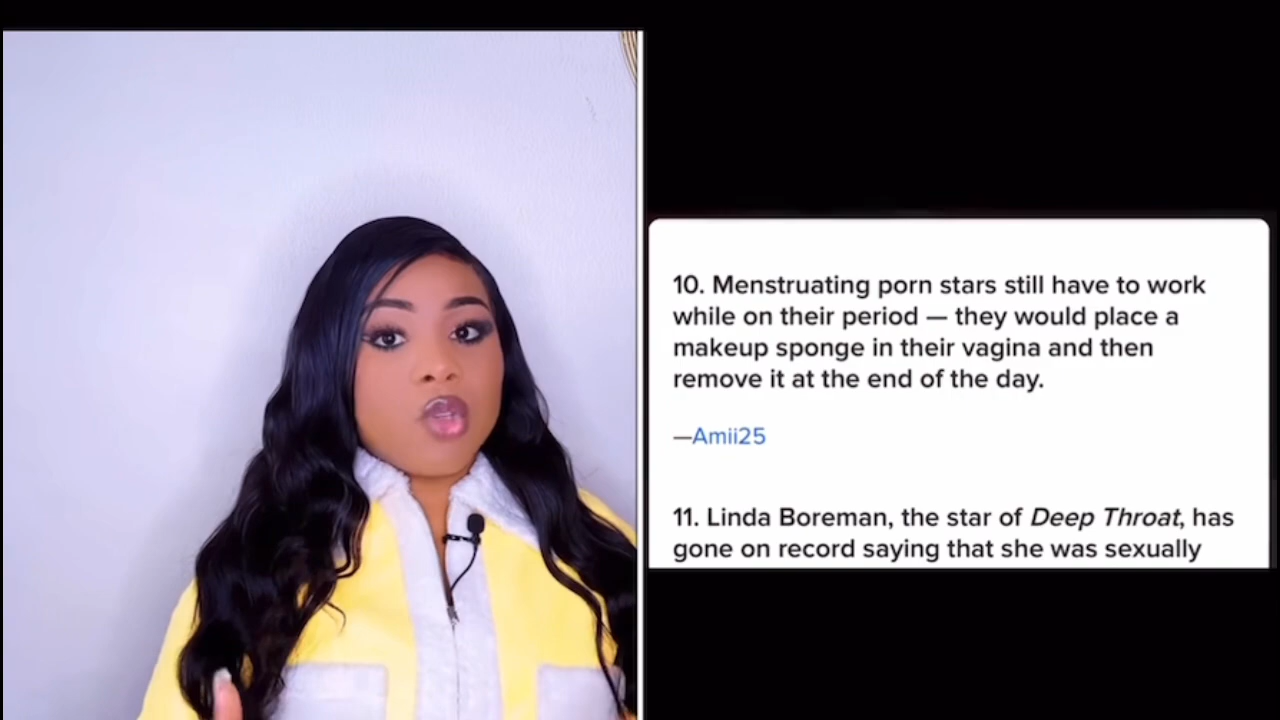 10. Menstruating porn stars still have to work
while on their period — they would place a
makeup sponge in their vagina and then
remove it at the end of the day.
—Amii25
11. Linda Boreman, the star of Deep Throat, has
gone on record saying that she was sexually